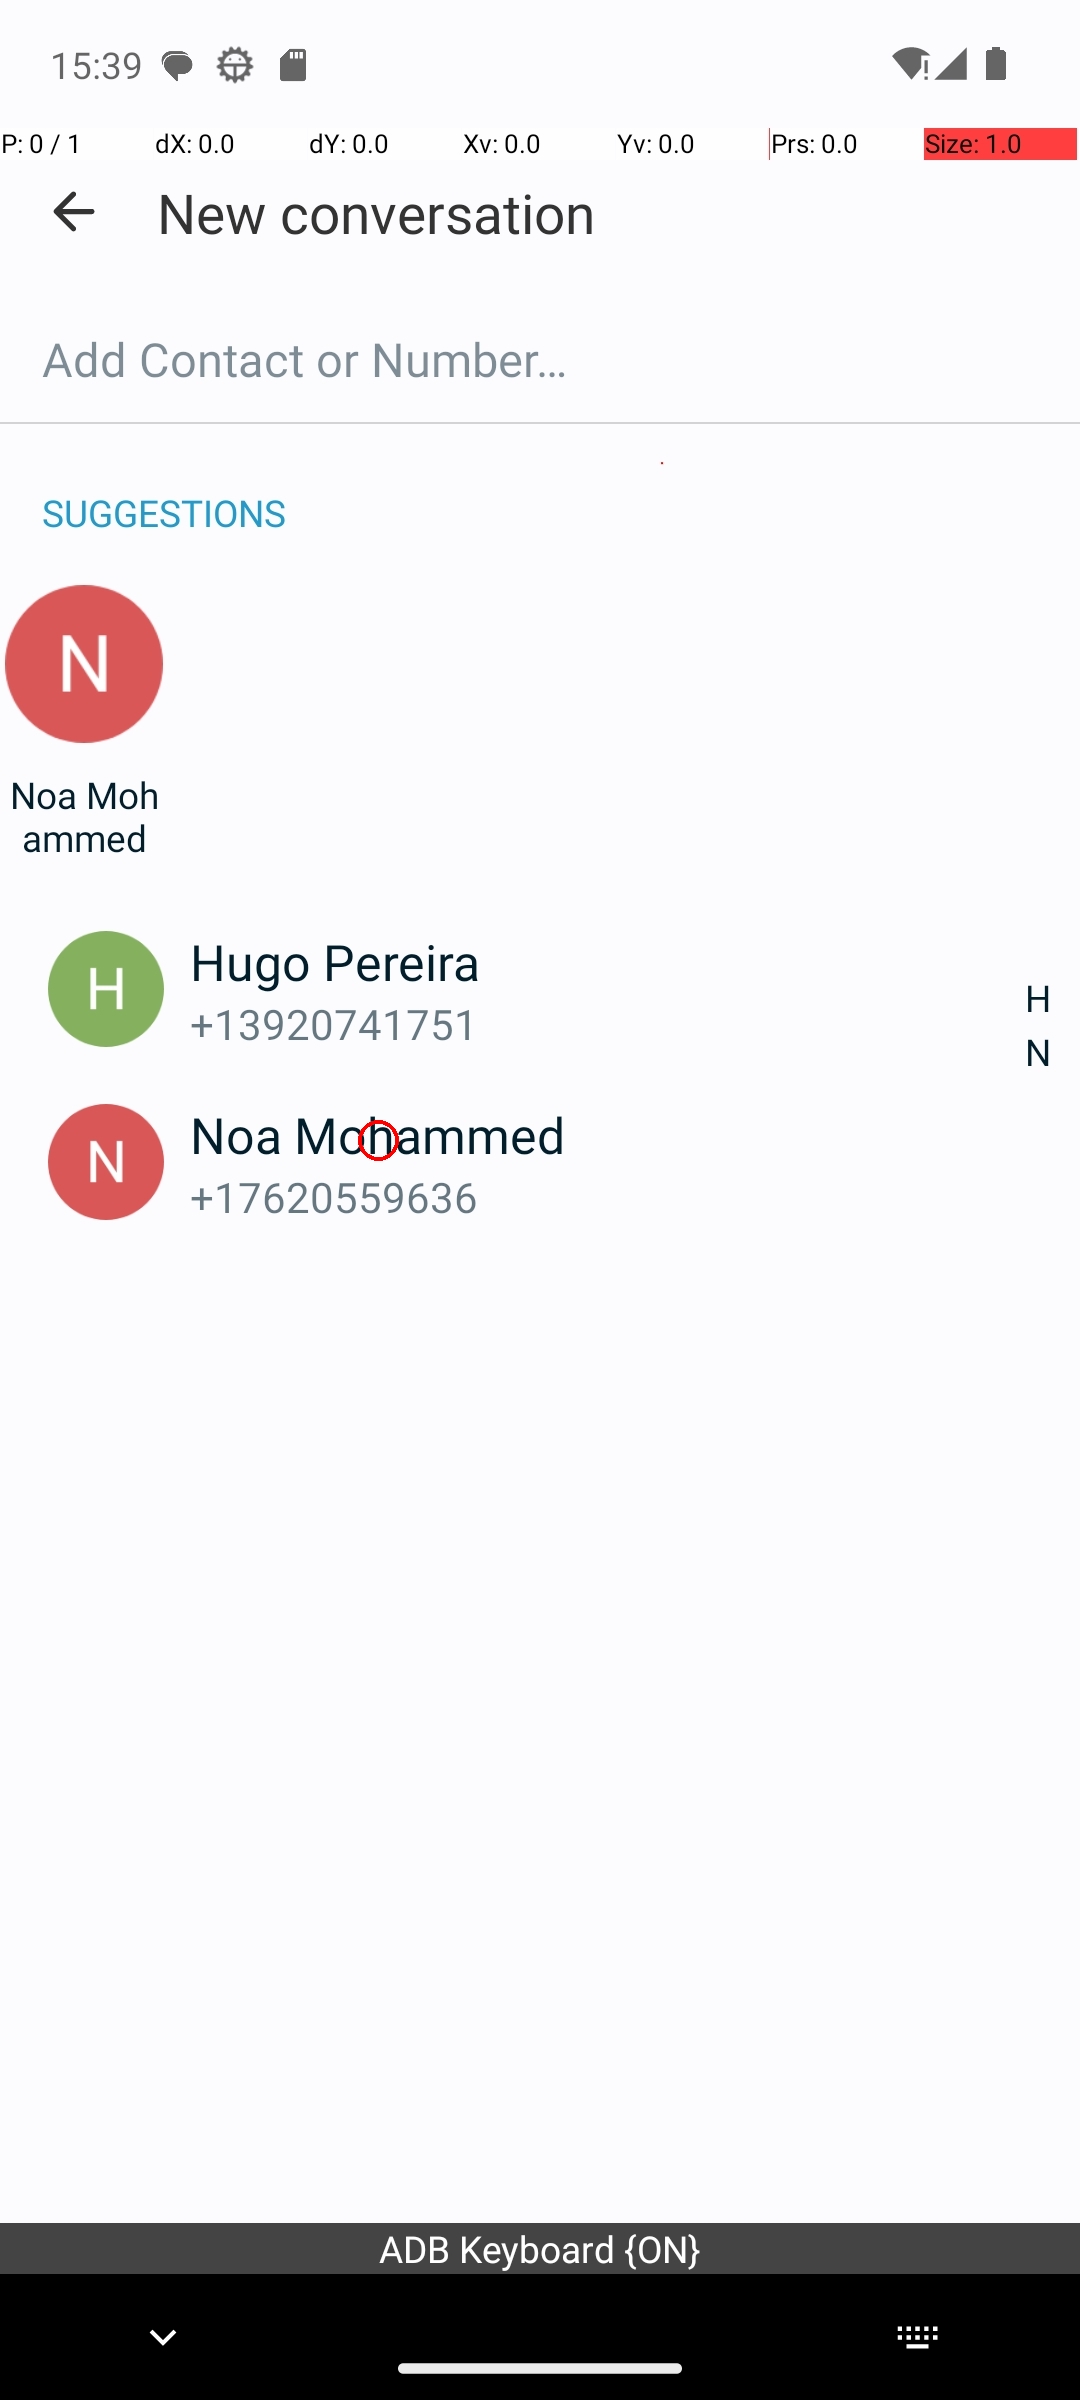 15:39
P: 0 / 1 dX: 0.0 dY: 0.0 Xv: 0.0 Yv: 0.0 Prs: 0.0 Size: 1.0
New conversation
Add Contact or Number…
SUGGESTIONS
N
Noa Moh
ammed
H
Hugo Pereira
+13920741751
H
N
N
Noa Mohammed
+17620559636
ADB Keyboard {ON}